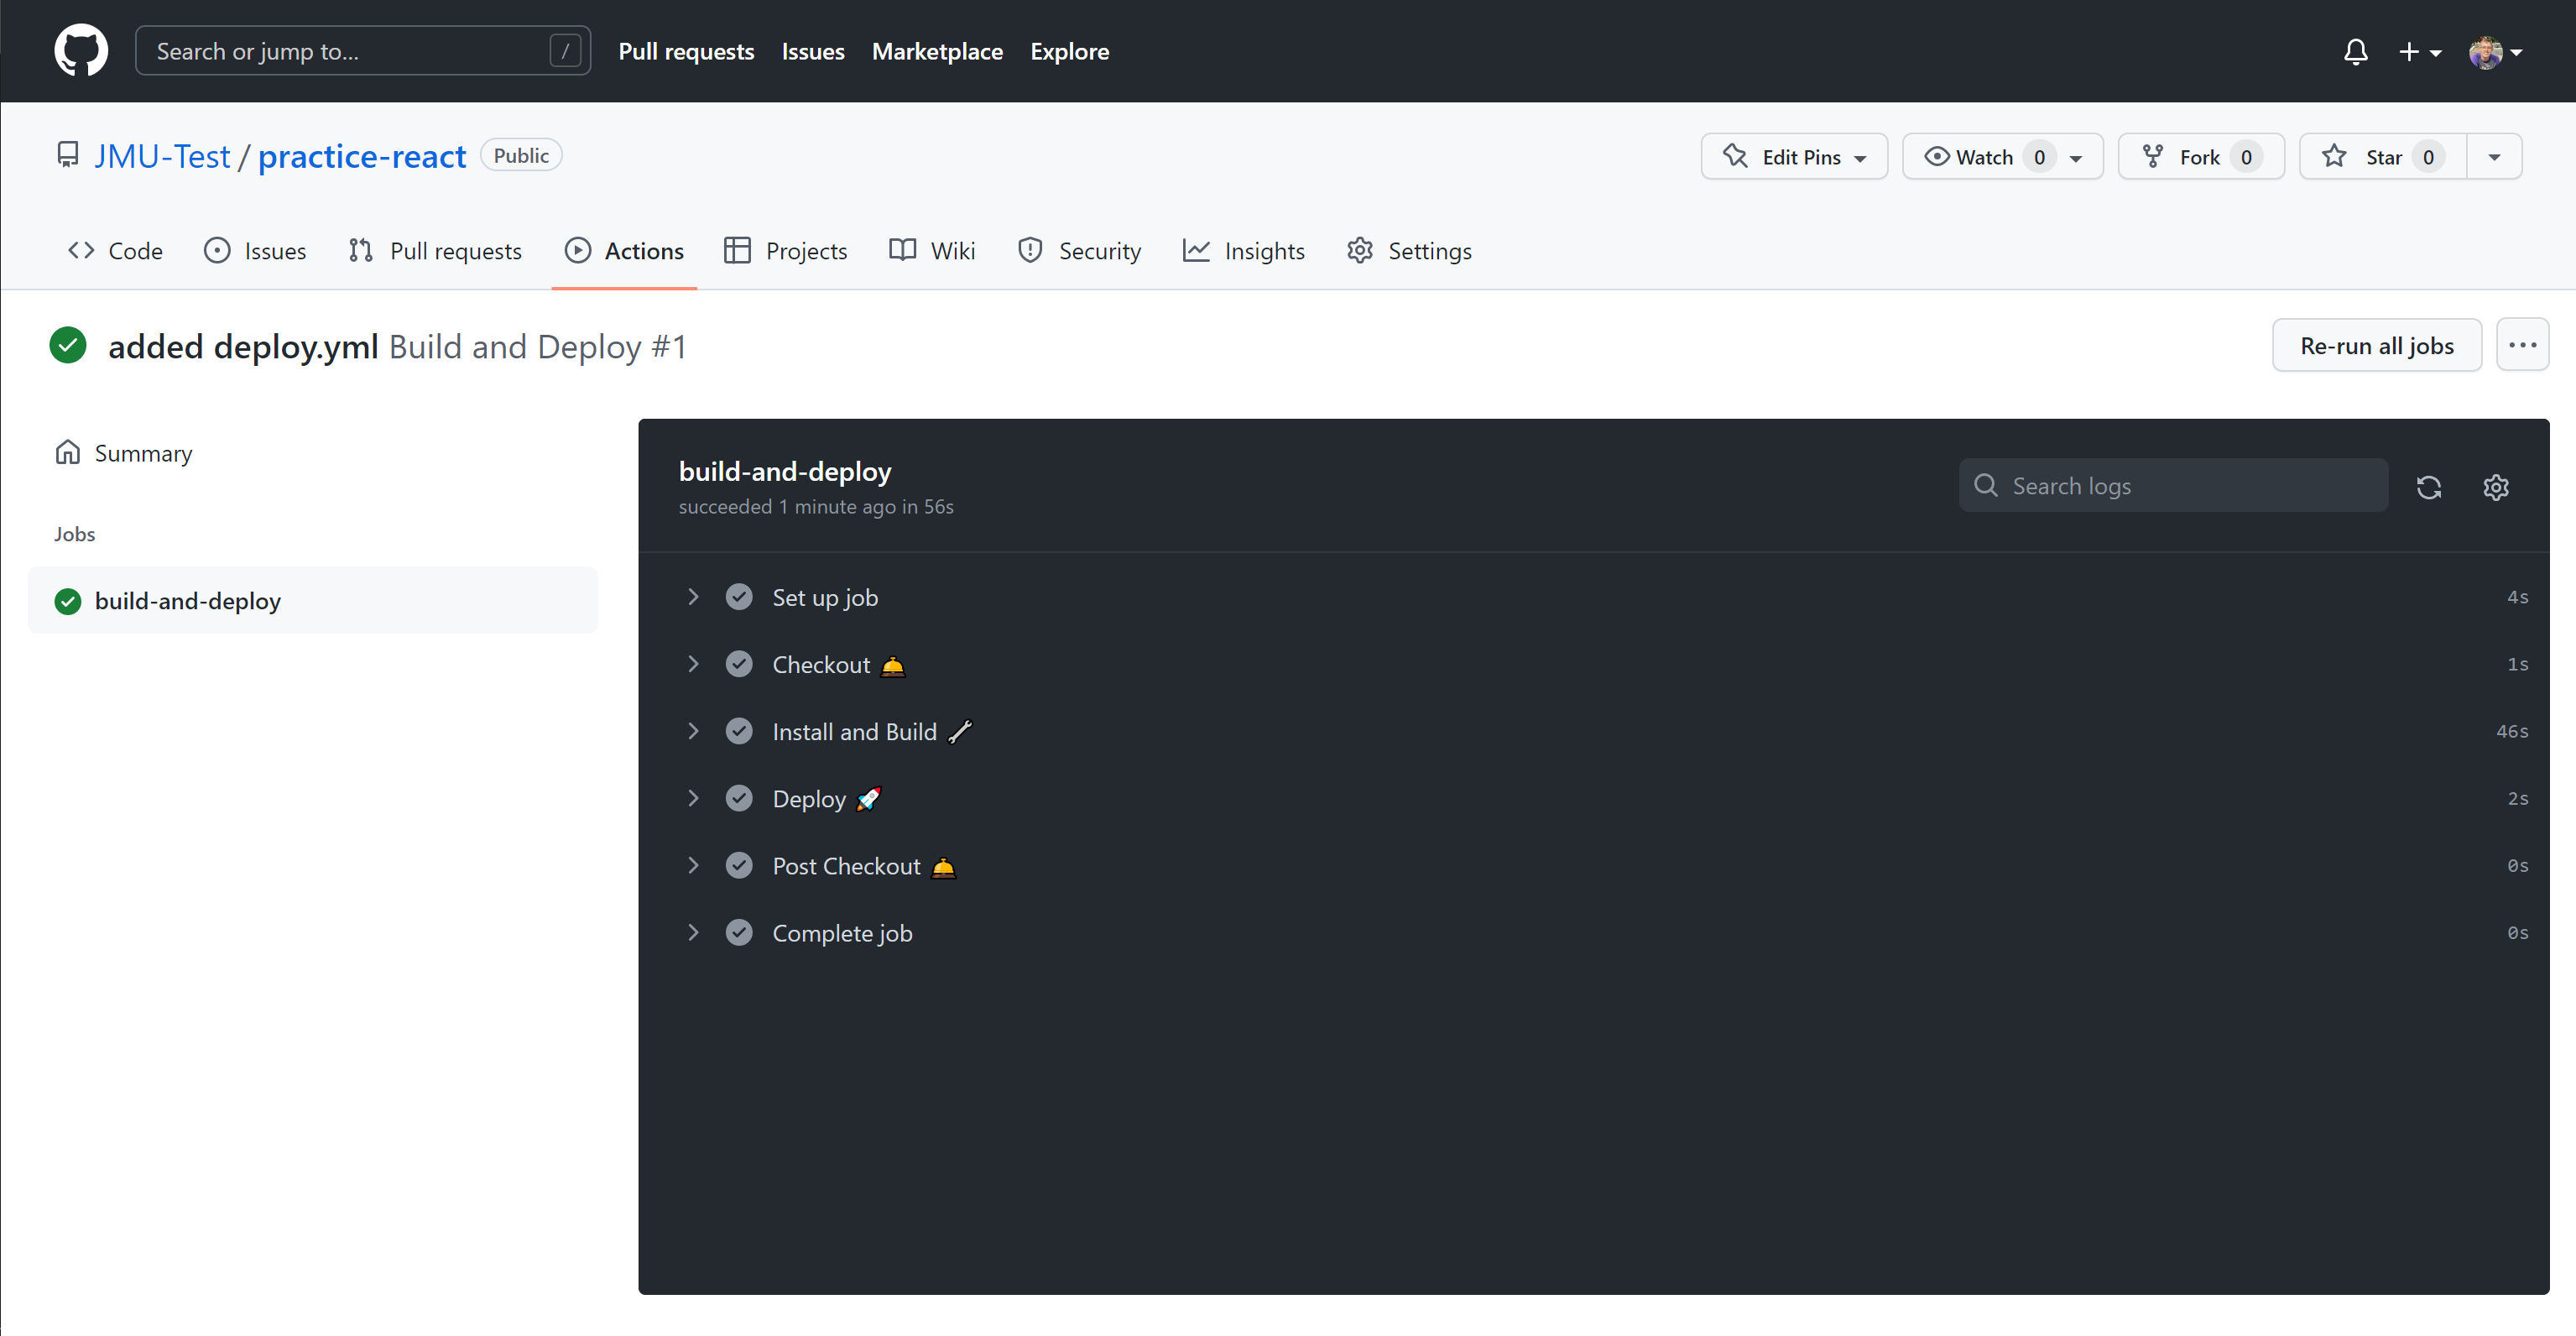 Search or jump to... / Pull requests Issues Marketplace Explore
JMU-Test / practice-react Public Edit Pins Watch 0 Fork 0 Star 0
Code Issues Pull requests Actions Projects Wiki Security Insights Settings
added deploy.yml Build and Deploy #1 Re-run all jobs
Summary
Jobs
build-and-deploy
build-and-deploy
succeeded 1 minute ago in 56s
Search logs
Set up job 4s
Checkout 🛎️ 1s
Install and Build 🔧 46s
Deploy 🚀 2s
Post Checkout 🛎️ 0s
Complete job 0s